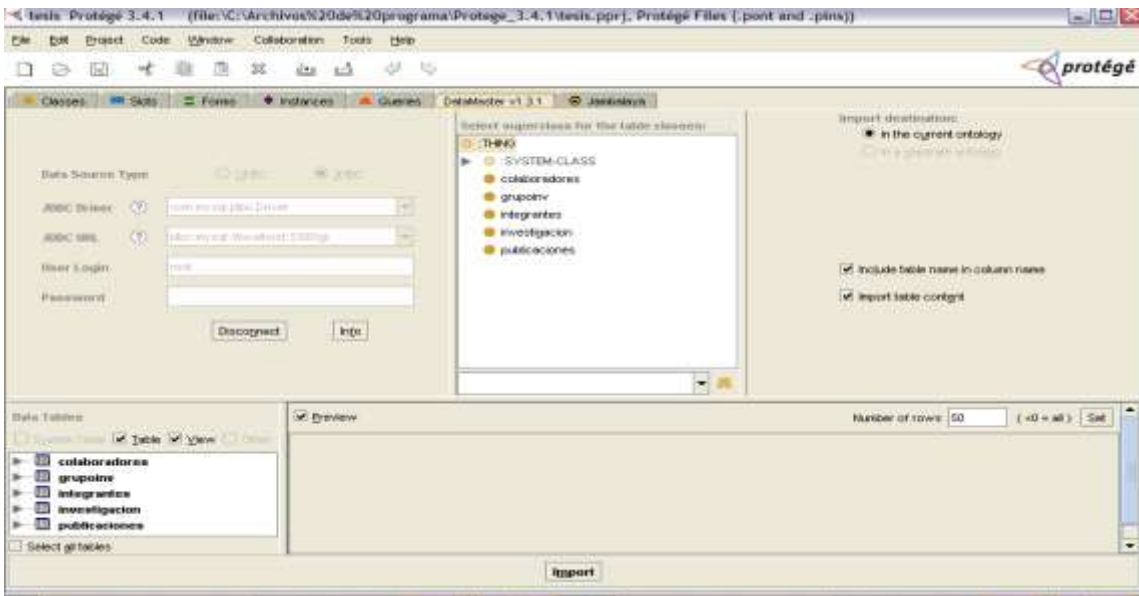 tesis Protégé 3.4.1 (file:\C:\Archivos%20de%20programa\Protege_3.4.1\tesis.pprj, Protégé Files (.pont and .pins))
File Edit Project Code Window Collaboration Tools Help
protégé
Classes Slots Forms Instances Queries DataMaster v1.3.1 Jambalaya
Data Source Type
JDBC Driver
JDBC URL
User Login root
Password
Disconnect Info
Select superclass for the table classes:
:THING
:SYSTEM-CLASS
colaboradores
grupoinv
integrantes
investigacion
publicaciones
Import destination:
in the current ontology
in a separate ontology
Include table name in column name
Import table content
Data Tables
Table View Other
colaboradores
grupoinv
integrantes
investigacion
publicaciones
Select all tables
Preview
Number of rows 50 ( <0 = all ) Set
Import